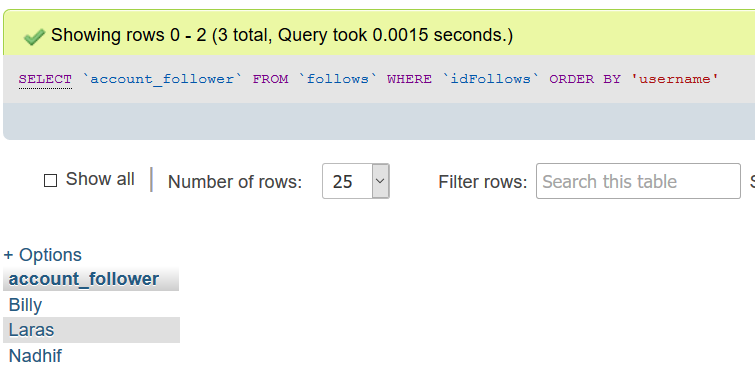 Showing rows 0 - 2 (3 total, Query took 0.0015 seconds.)
SELECT `account_follower` FROM `follows` WHERE `idFollows` ORDER BY 'username'
Show all | Number of rows: 25 Filter rows: Search this table
+ Options
account_follower
Billy
Laras
Nadhif